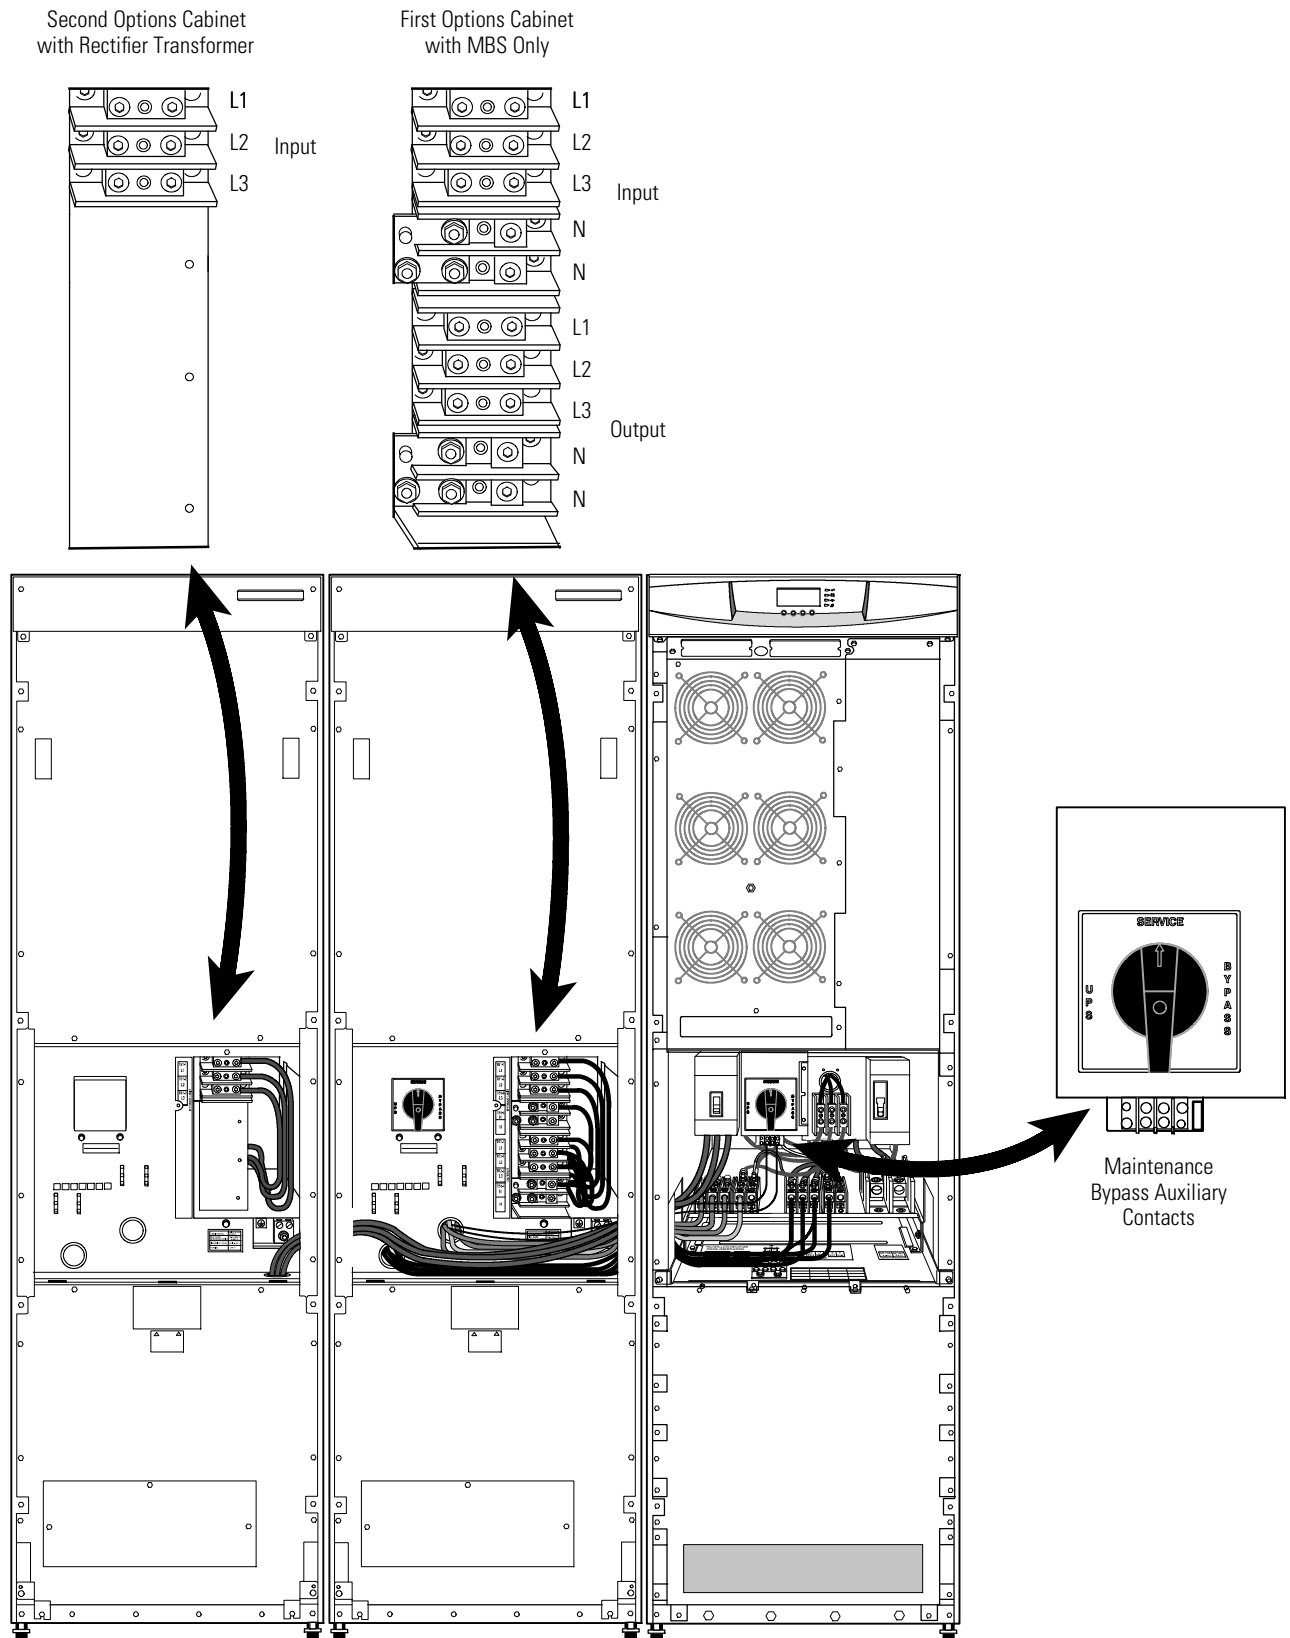 Second Options Cabinet
with Rectifier Transformer
First Options Cabinet
with MBS Only
L1
L2
L3
Input
L1
L2
L3
N
N
Input
L1
L2
L3
N
N
Output
SERVICE
UPS
BYPASS
Maintenance
Bypass Auxiliary
Contacts